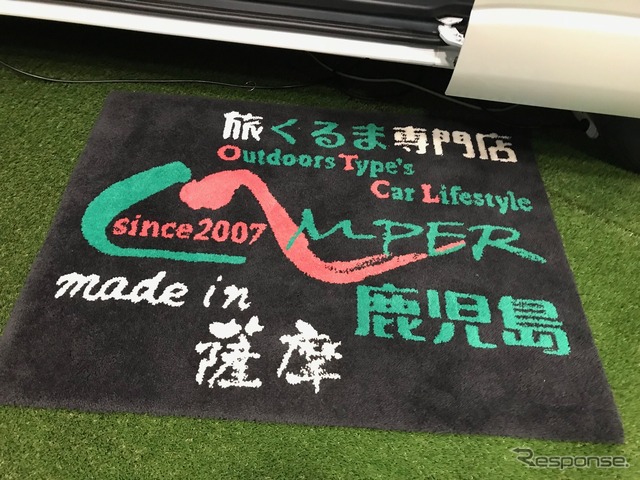 旅くるま専門店
Outdoors Type's
Car Lifestyle
CAMPER
since2007
made in
薩摩
鹿児島
Response.